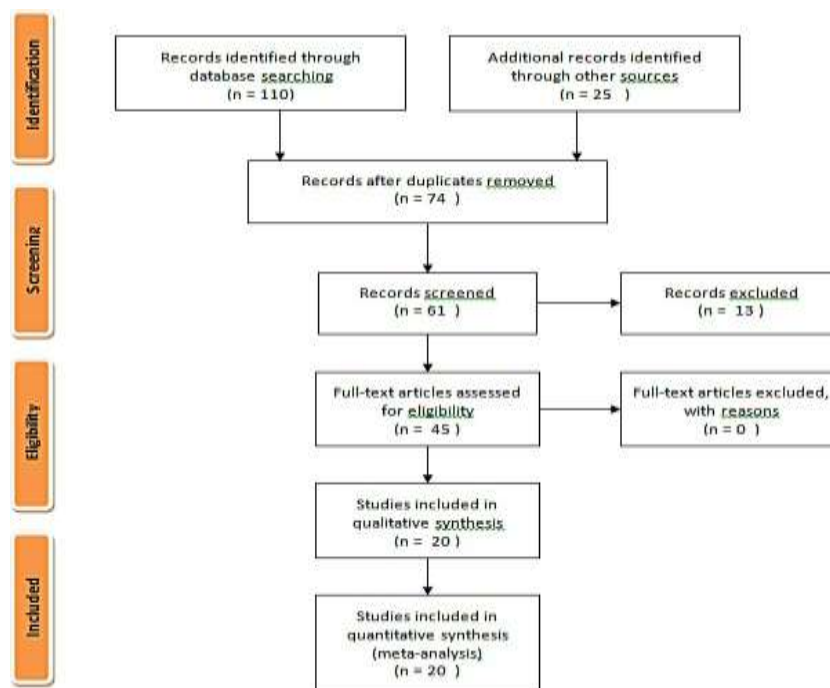 Identification
Records identified through
database searching
(n = 110)
Additional records identified
through other sources
(n = 25 )
Records after duplicates removed
(n = 74 )
Screening
Records screened
(n = 61 )
Records excluded
(n = 13 )
Eligibility
Full-text articles assessed
for eligibility
(n = 45 )
Full-text articles excluded,
with reasons
(n = 0 )
Studies included in
qualitative synthesis
(n = 20 )
Included
Studies included in
quantitative synthesis
(meta-analysis)
(n = 20 )